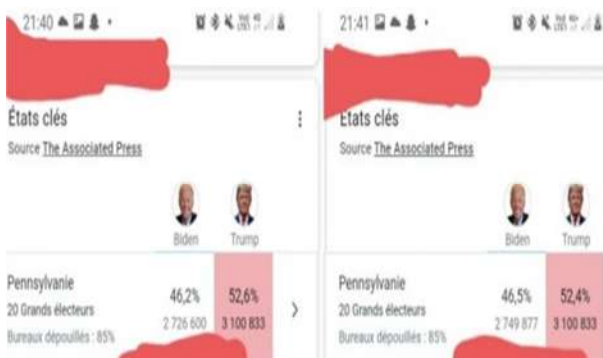 21:40
États clés
Source The Associated Press
Biden Trump
Pennsylvanie
20 Grands électeurs
Bureaux dépouillés : 85%
46,2% 52,6%
2 726 600 3 100 833
21:41
États clés
Source The Associated Press
Biden Trump
Pennsylvanie
20 Grands électeurs
Bureaux dépouillés : 85%
46,5% 52,4%
2 749 877 3 100 833